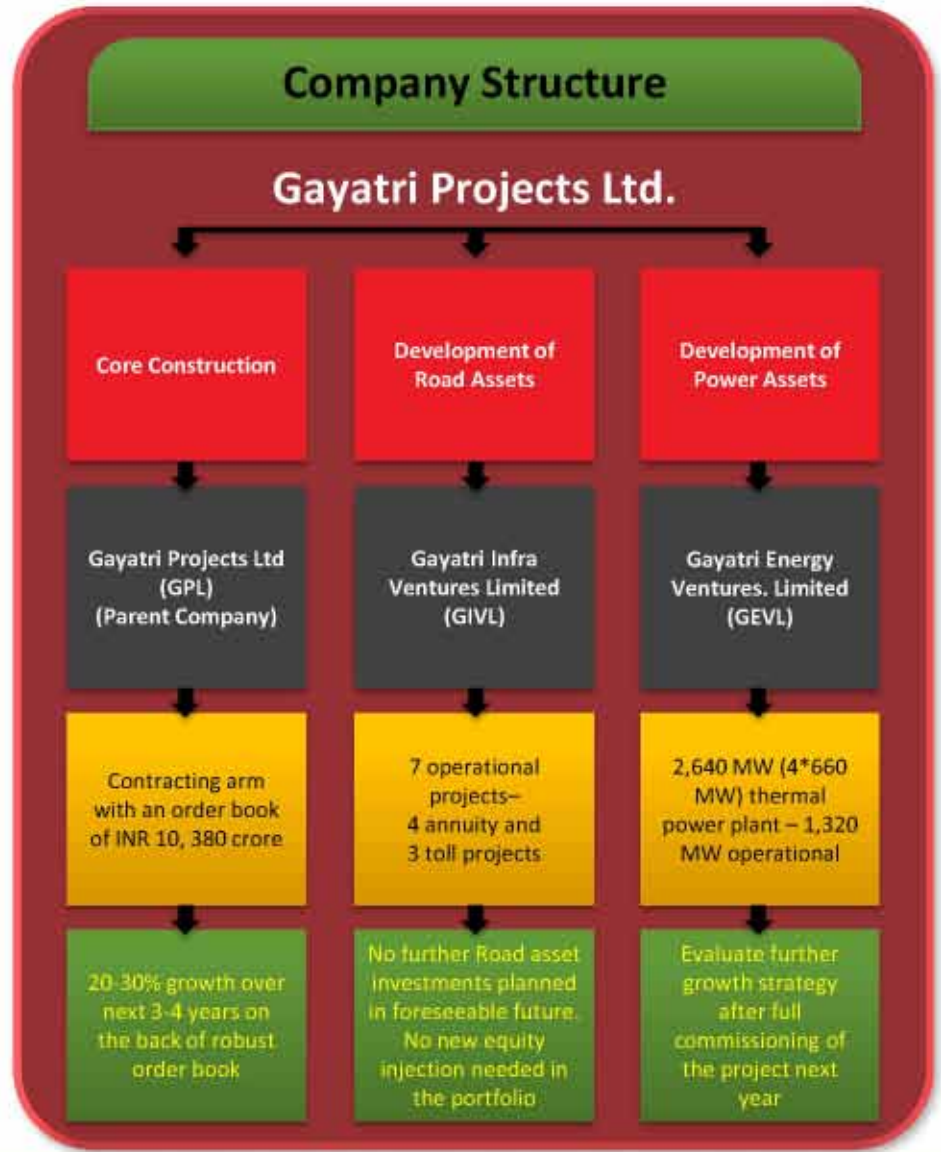 Company Structure
Gayatri Projects Ltd.
Core Construction
Development of
Road Assets
Development of
Power Assets
Gayatri Projects Ltd
(GPL)
(Parent Company)
Gayatri Infra
Ventures Limited
(GIVL)
Gayatri Energy
Ventures. Limited
(GEVL)
Contracting arm
with an order book
of INR 10, 380 crore
7 operational
projects–
4 annuity and
3 toll projects
2,640 MW (4*660
MW) thermal
power plant – 1,320
MW operational
20-30% growth over
next 3-4 years on
the back of robust
order book
No further Road asset
investments planned
in foreseeable future.
No new equity
injection needed in
the portfolio
Evaluate further
growth strategy
after full
commissioning of
the project next
year